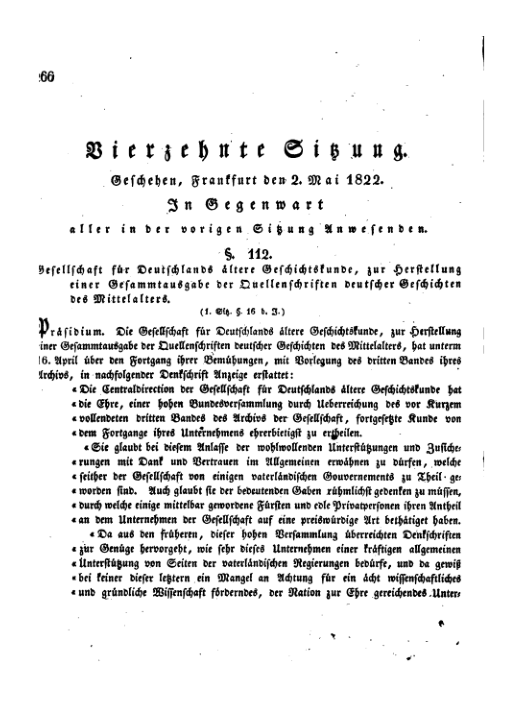 66
Vierzehnte Sitzung.
Geschehen, Frankfurt den 2. Mai 1822.
In Gegenwart
aller in der vorigen Sitzung Anwesenden.
§. 112.
Gesellschaft für Deutschlands ältere Geschichtskunde, zur Herstellung
einer Gesammtausgabe der Quellenschriften deutscher Geschichten
des Mittelalters.
(1. Sitz. §. 16 d. J.)
Präsidium. Die Gesellschaft für Deutschlands ältere Geschichtskunde, zur Herstellung
iner Gesammtausgabe der Quellenschriften deutscher Geschichten des Mittelalters, hat unterm
16. April über den Fortgang ihrer Bemühungen, mit Vorlegung des dritten Bandes ihres
Archivs, in nachfolgender Denkschrift Anzeige erstattet:
«Die Centraldirection der Gesellschaft für Deutschlands ältere Geschichtskunde hat
«die Ehre, einer hohen Bundesversammlung durch Ueberreichung des vor Kurzem
«vollendeten dritten Bandes des Archivs der Gesellschaft, fortgesetzte Kunde von
«dem Fortgange ihres Unternehmens ehrerbietigst zu ertheilen.
«Sie glaubt bei diesem Anlasse der wohlwollenden Unterstützungen und Zusiche-
«rungen mit Dank und Vertrauen im Allgemeinen erwähnen zu dürfen, welche
«seither der Gesellschaft von einigen vaterländischen Gouvernements zu Theil ge-
«worden sind. Auch glaubt sie der bedeutenden Gaben rühmlichst gedenken zu müssen,
«durch welche einige mittelbar gewordene Fürsten und edle Privatpersonen ihren Antheil
«an dem Unternehmen der Gesellschaft auf eine preiswürdige Art bethätiget haben.
«Da aus den früheren, dieser hohen Versammlung überreichten Denkschriften
«zur Genüge hervorgeht, wie sehr dieses Unternehmen einer kräftigen allgemeinen
«Unterstützung von Seiten der vaterländischen Regierungen bedürfe, und da gewiß
«bei keiner dieser letztern ein Mangel an Achtung für ein ächt wissenschaftliches
«und gründliche Wissenschaft förderndes, der Nation zur Ehre gereichendes Unter-